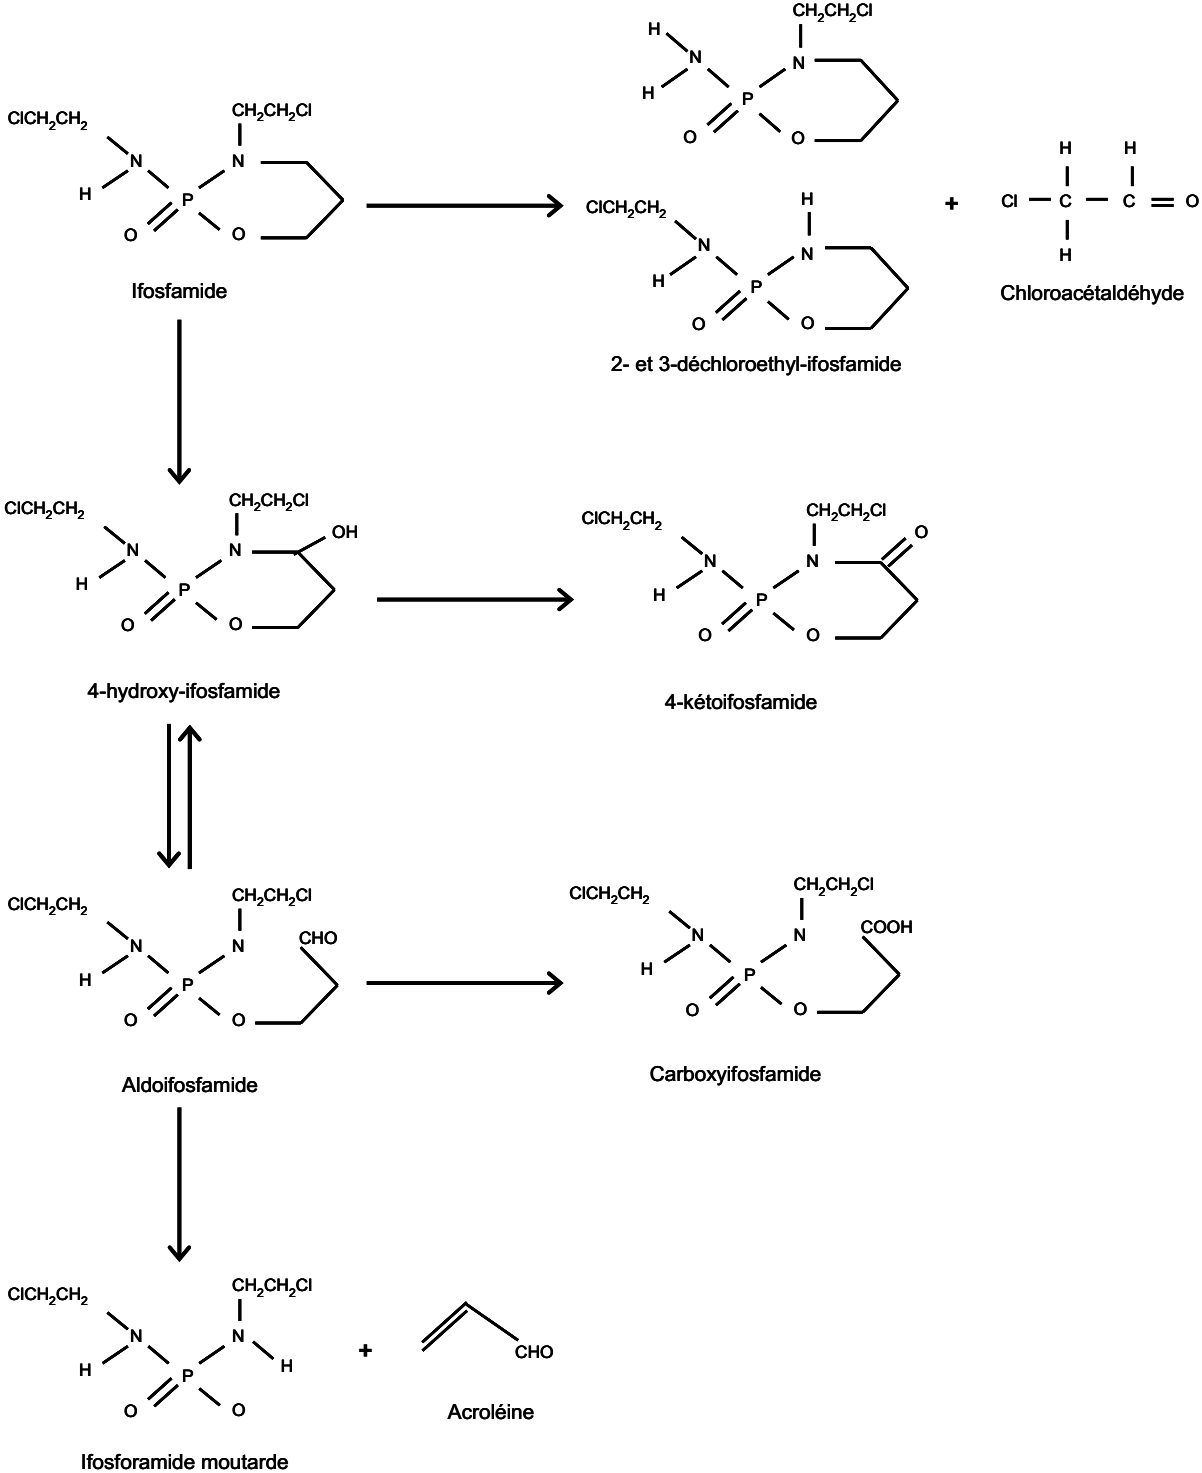 CH2CH2Cl
H
N
N
H
P
O
O
ClCH2CH2
CH2CH2Cl
N
N
H
P
O
O
Ifosfamide
ClCH2CH2
H
N
N
H
P
O
O
2- et 3-déchloroethyl-ifosfamide
+
H
H
Cl
C
C
O
H
Chloroacétaldéhyde
ClCH2CH2
CH2CH2Cl
OH
N
N
H
P
O
O
4-hydroxy-ifosfamide
ClCH2CH2
CH2CH2Cl
O
N
N
H
P
O
O
4-kétoifosfamide
ClCH2CH2
CH2CH2Cl
CHO
N
N
H
P
O
O
Aldoifosfamide
ClCH2CH2
CH2CH2Cl
COOH
N
N
H
P
O
O
Carboxyifosfamide
ClCH2CH2
CH2CH2Cl
N
N
H
H
P
O
O
Ifosforamide moutarde
+
CHO
Acroléine